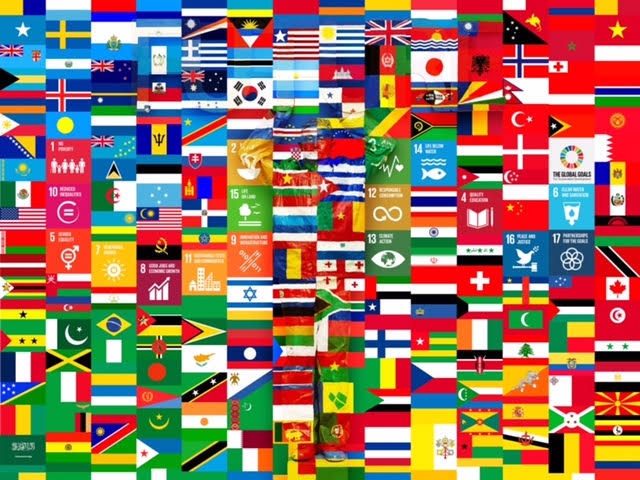 1 NO
POVERTY
2
3
14 LIFE BELOW
WATER
THE GLOBAL GOALS
10 REDUCED
INEQUALITIES
15 LIFE
ON LAND
12 RESPONSIBLE
CONSUMPTION
4 QUALITY
EDUCATION
6 CLEAN WATER
AND SANITATION
5 GENDER
EQUALITY
7 RENEWABLE
ENERGY
8 GOOD JOBS AND
ECONOMIC GROWTH
11 SUSTAINABLE CITIES
AND COMMUNITIES
9 INNOVATION AND
INFRASTRUCTURE
13 CLIMATE
ACTION
16 PEACE AND
JUSTICE
17 PARTNERSHIPS
FOR THE GOALS